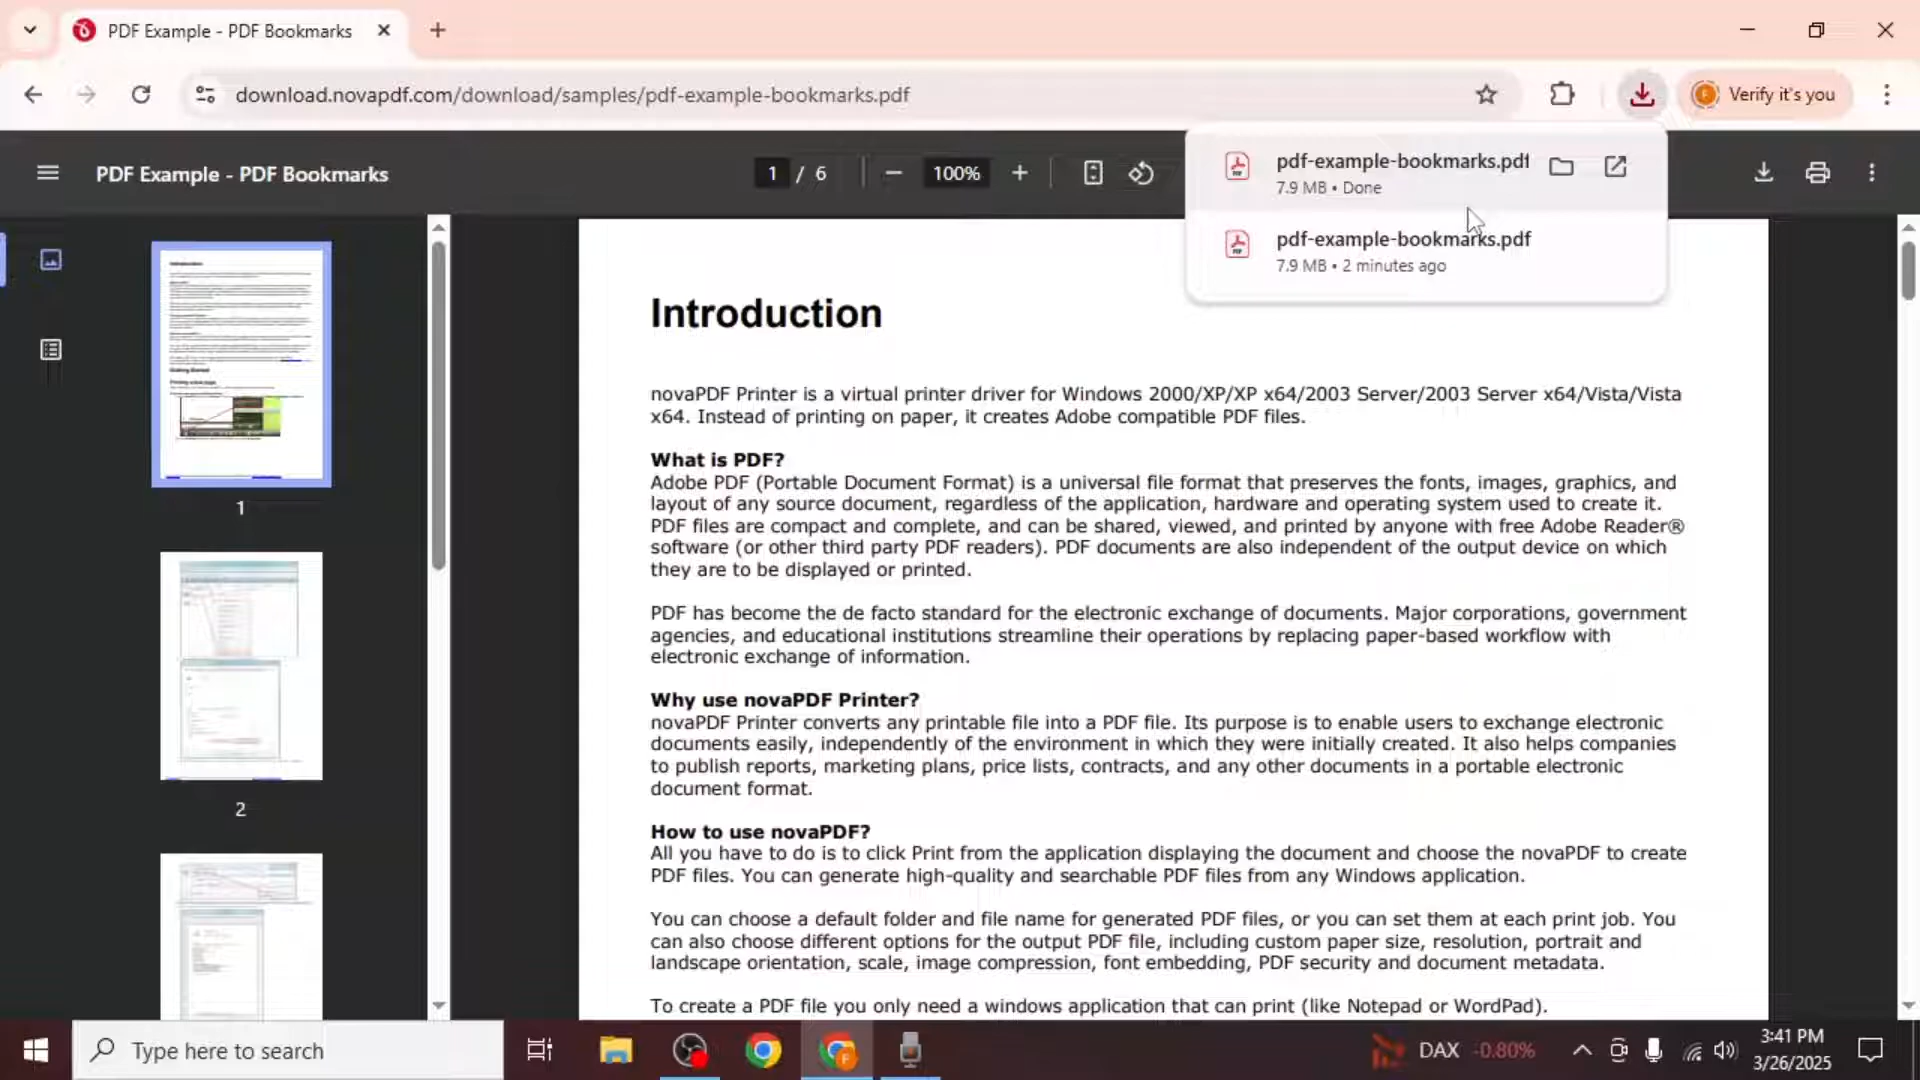 PDF Example - PDF Bookmarks
download.novapdf.com/download/samples/pdf-example-bookmarks.pdf
Verify it's you
PDF Example - PDF Bookmarks
1 / 6
100%
pdf-example-bookmarks.pdf
7.9 MB • Done
pdf-example-bookmarks.pdf
7.9 MB • 2 minutes ago
1
2
Introduction
novaPDF Printer is a virtual printer driver for Windows 2000/XP/XP x64/2003 Server/2003 Server x64/Vista/Vista
x64. Instead of printing on paper, it creates Adobe compatible PDF files.
What is PDF?
Adobe PDF (Portable Document Format) is a universal file format that preserves the fonts, images, graphics, and
layout of any source document, regardless of the application, hardware and operating system used to create it.
PDF files are compact and complete, and can be shared, viewed, and printed by anyone with free Adobe Reader®
software (or other third party PDF readers). PDF documents are also independent of the output device on which
they are to be displayed or printed.
PDF has become the de facto standard for the electronic exchange of documents. Major corporations, government
agencies, and educational institutions streamline their operations by replacing paper-based workflow with
electronic exchange of information.
Why use novaPDF Printer?
novaPDF Printer converts any printable file into a PDF file. Its purpose is to enable users to exchange electronic
documents easily, independently of the environment in which they were initially created. It also helps companies
to publish reports, marketing plans, price lists, contracts, and any other documents in a portable electronic
document format.
How to use novaPDF?
All you have to do is to click Print from the application displaying the document and choose the novaPDF to create
PDF files. You can generate high-quality and searchable PDF files from any Windows application.
You can choose a default folder and file name for generated PDF files, or you can set them at each print job. You
can also choose different options for the output PDF file, including custom paper size, resolution, portrait and
landscape orientation, scale, image compression, font embedding, PDF security and document metadata.
To create a PDF file you only need a windows application that can print (like Notepad or WordPad).
Type here to search
DAX -0.80%
3:41 PM
3/26/2025